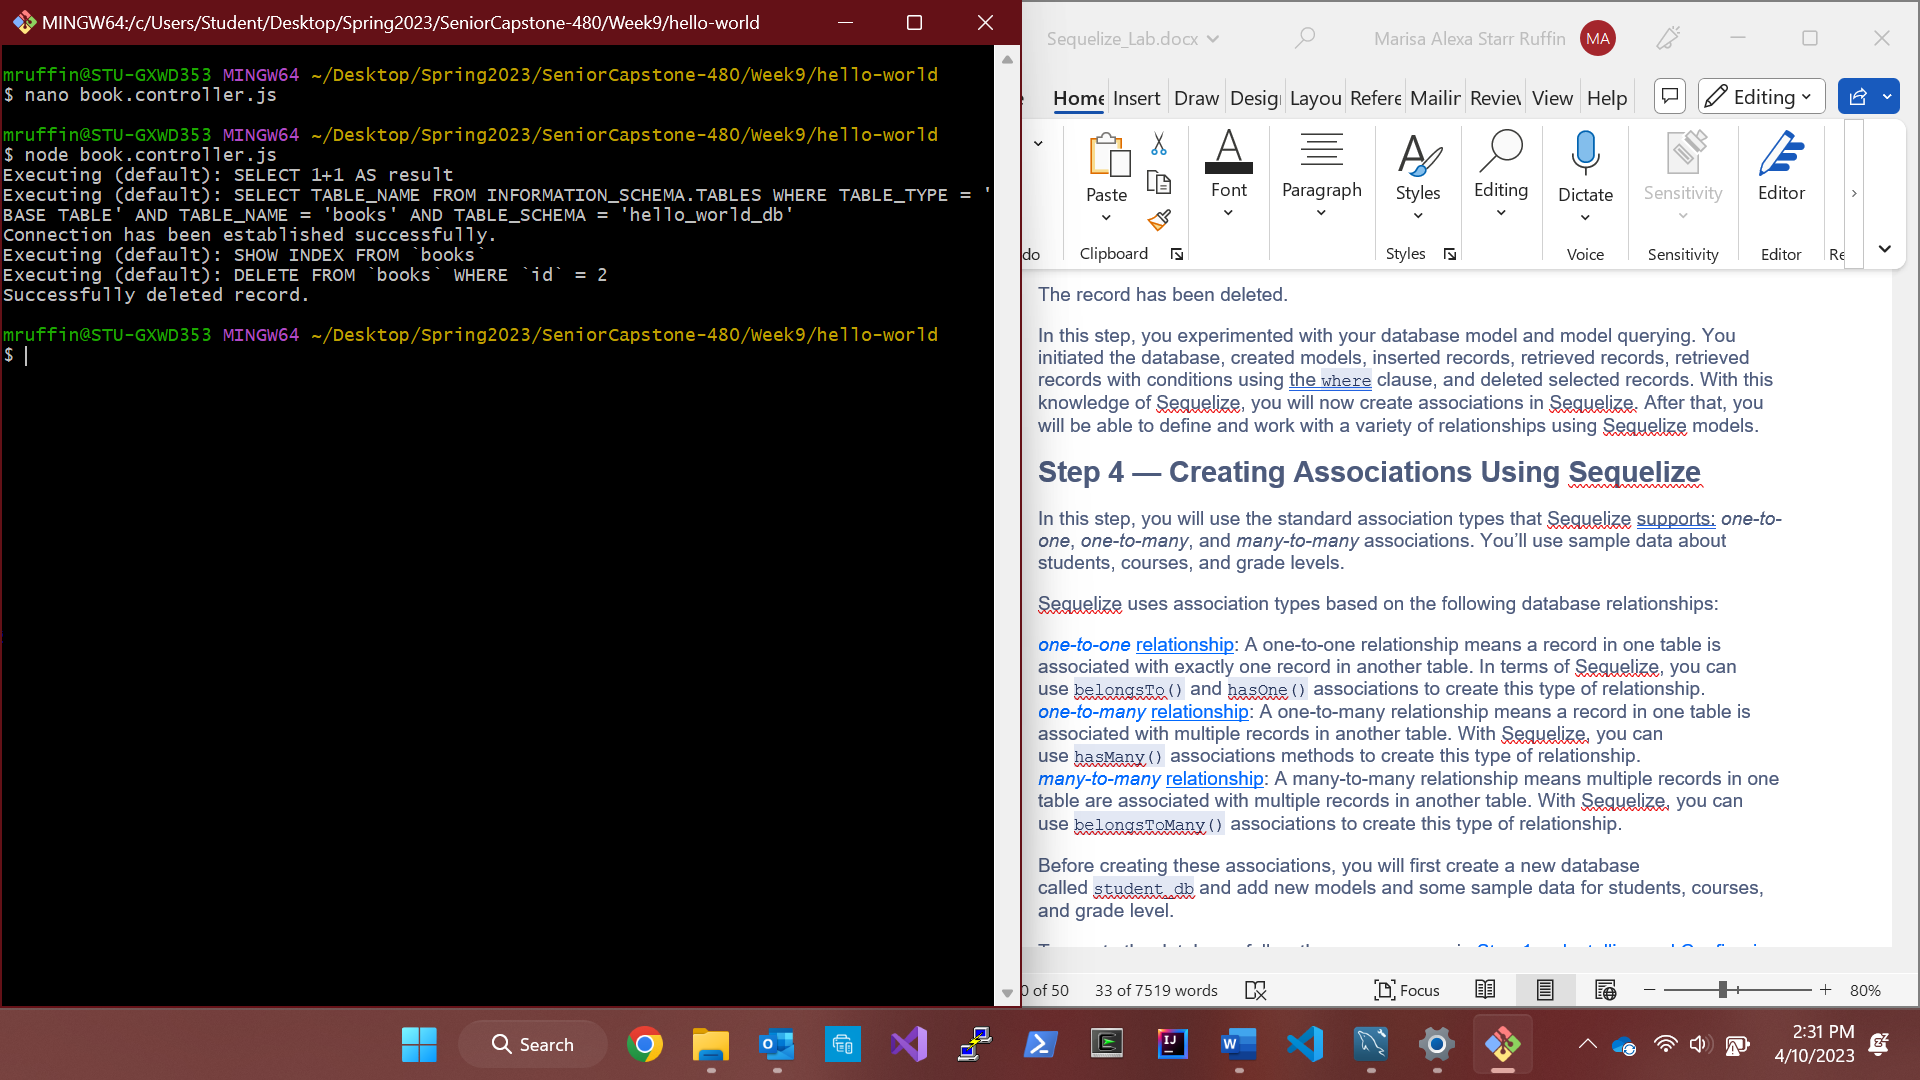 MINGW64:/c/Users/Student/Desktop/Spring2023/SeniorCapstone-480/Week9/hello-world
mruffin@STU-GXWD353 MINGW64 ~/Desktop/Spring2023/SeniorCapstone-480/Week9/hello-world
$ nano book.controller.js
mruffin@STU-GXWD353 MINGW64 ~/Desktop/Spring2023/SeniorCapstone-480/Week9/hello-world
$ node book.controller.js
Executing (default): SELECT 1+1 AS result
Executing (default): SELECT TABLE_NAME FROM INFORMATION_SCHEMA.TABLES WHERE TABLE_TYPE = '
BASE TABLE' AND TABLE_NAME = 'books' AND TABLE_SCHEMA = 'hello_world_db'
Connection has been established successfully.
Executing (default): SHOW INDEX FROM `books`
Executing (default): DELETE FROM `books` WHERE `id` = 2
Successfully deleted record.
mruffin@STU-GXWD353 MINGW64 ~/Desktop/Spring2023/SeniorCapstone-480/Week9/hello-world
$
Sequelize_Lab.docx
Marisa Alexa Starr Ruffin MA
Home Insert Draw Desig Layou Refere Mailin Review View Help
Editing
Paste
Font
Paragraph
Styles
Editing
Dictate
Sensitivity
Editor
do
Clipboard
Styles
Voice
Sensitivity
Editor
Re
The record has been deleted.
In this step, you experimented with your database model and model querying. You
initiated the database, created models, inserted records, retrieved records, retrieved
records with conditions using the where clause, and deleted selected records. With this
knowledge of Sequelize, you will now create associations in Sequelize. After that, you
will be able to define and work with a variety of relationships using Sequelize models.
Step 4 — Creating Associations Using Sequelize
In this step, you will use the standard association types that Sequelize supports: one-to-
one, one-to-many, and many-to-many associations. You’ll use sample data about
students, courses, and grade levels.
Sequelize uses association types based on the following database relationships:
one-to-one relationship: A one-to-one relationship means a record in one table is
associated with exactly one record in another table. In terms of Sequelize, you can
use belongsTo() and hasOne() associations to create this type of relationship.
one-to-many relationship: A one-to-many relationship means a record in one table is
associated with multiple records in another table. With Sequelize, you can
use hasMany() associations methods to create this type of relationship.
many-to-many relationship: A many-to-many relationship means multiple records in one
table are associated with multiple records in another table. With Sequelize, you can
use belongsToMany() associations to create this type of relationship.
Before creating these associations, you will first create a new database
called student_db and add new models and some sample data for students, courses,
and grade level.
0 of 50 33 of 7519 words
Focus
80%
Search
2:31 PM
4/10/2023